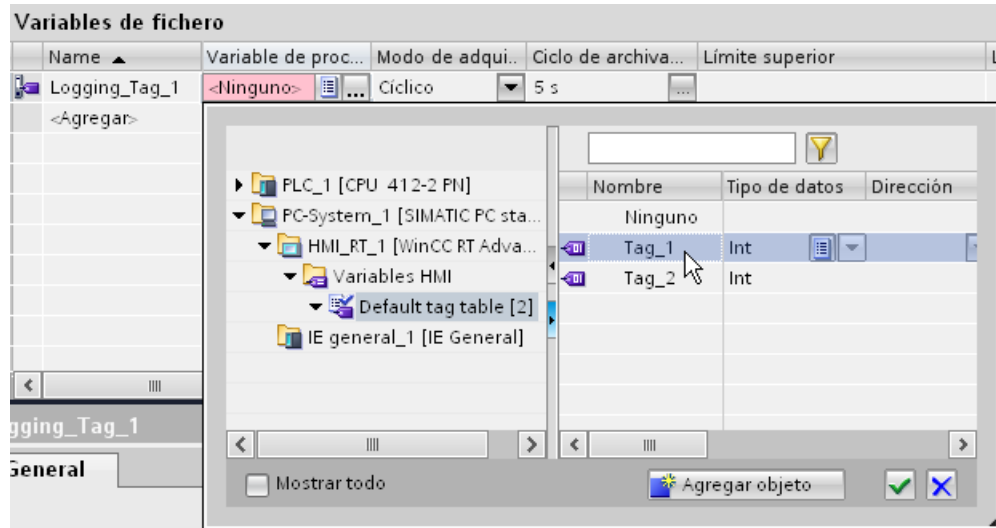 Variables de fichero
Name Variable de proc... Modo de adqui.. Ciclo de archiva... Límite superior
Logging_Tag_1 <Ninguno> ... Cíclico 5 s ...
<Agregar>
PLC_1 [CPU 412-2 PN]
PC-System_1 [SIMATIC PC sta...
HMI_RT_1 [WinCC RT Adva...
Variables HMI
Default tag table [2]
IE general_1 [IE General]
Nombre Tipo de datos Dirección
Ninguno
Tag_1 Int
Tag_2 Int
gging_Tag_1
General
Mostrar todo
Agregar objeto